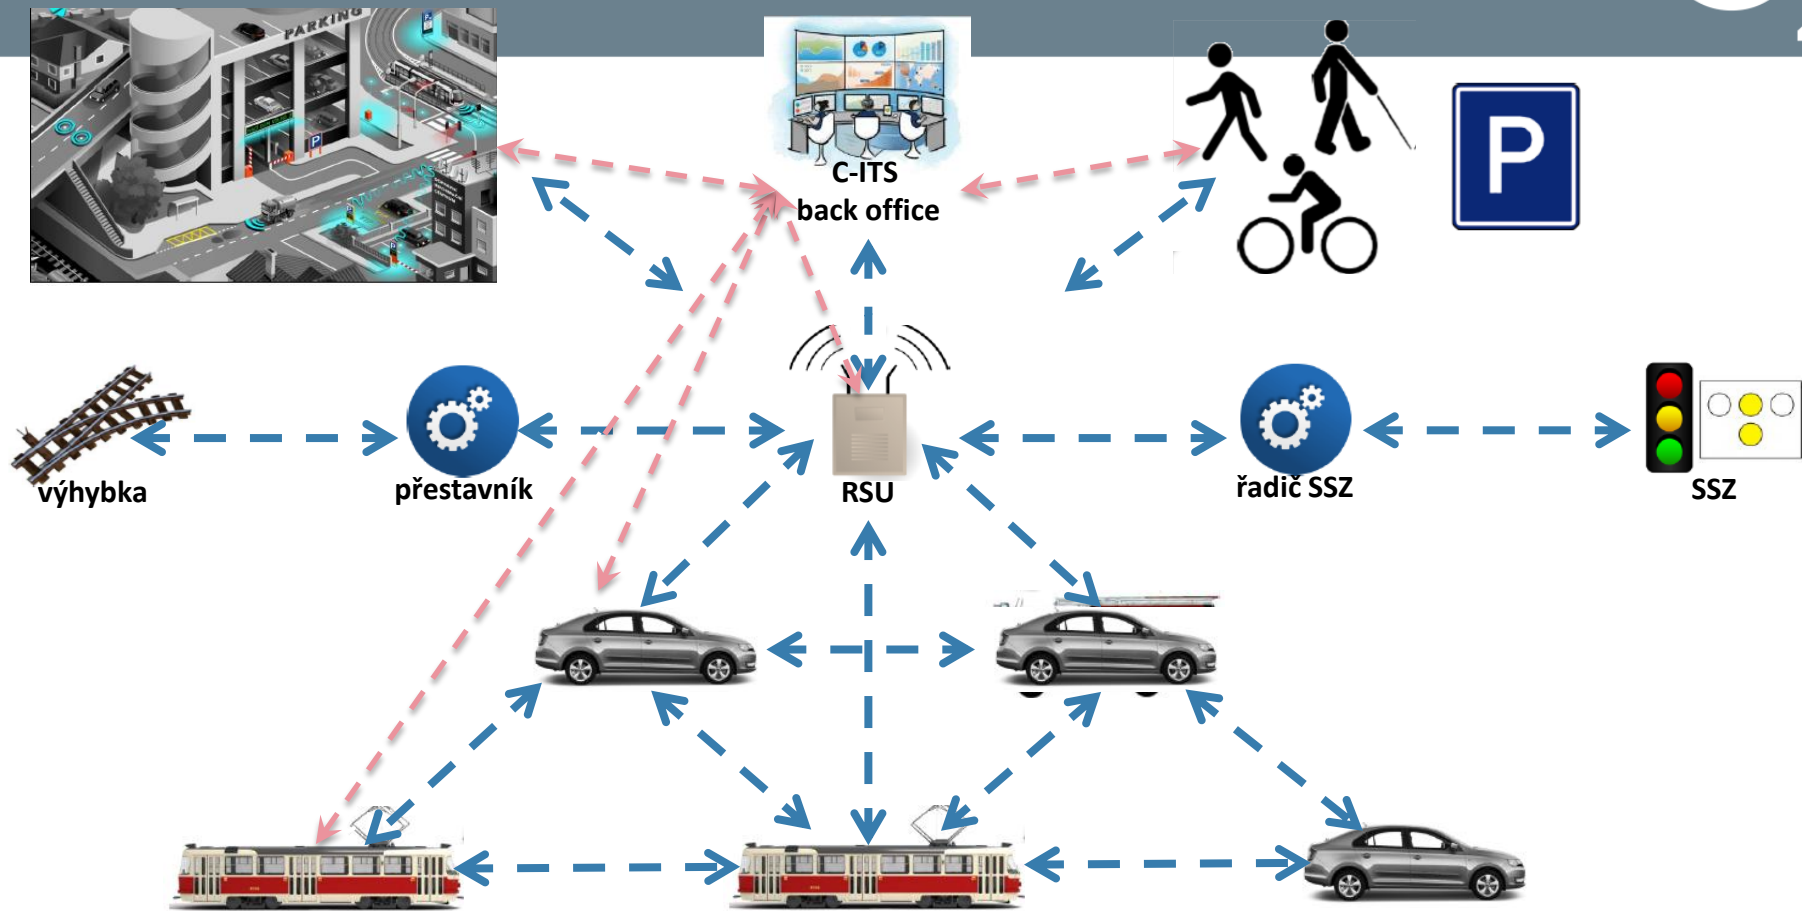 PARKING
P
C-ITS
back office
P
výhybka
přestavník
RSU
řadič SSZ
SSZ